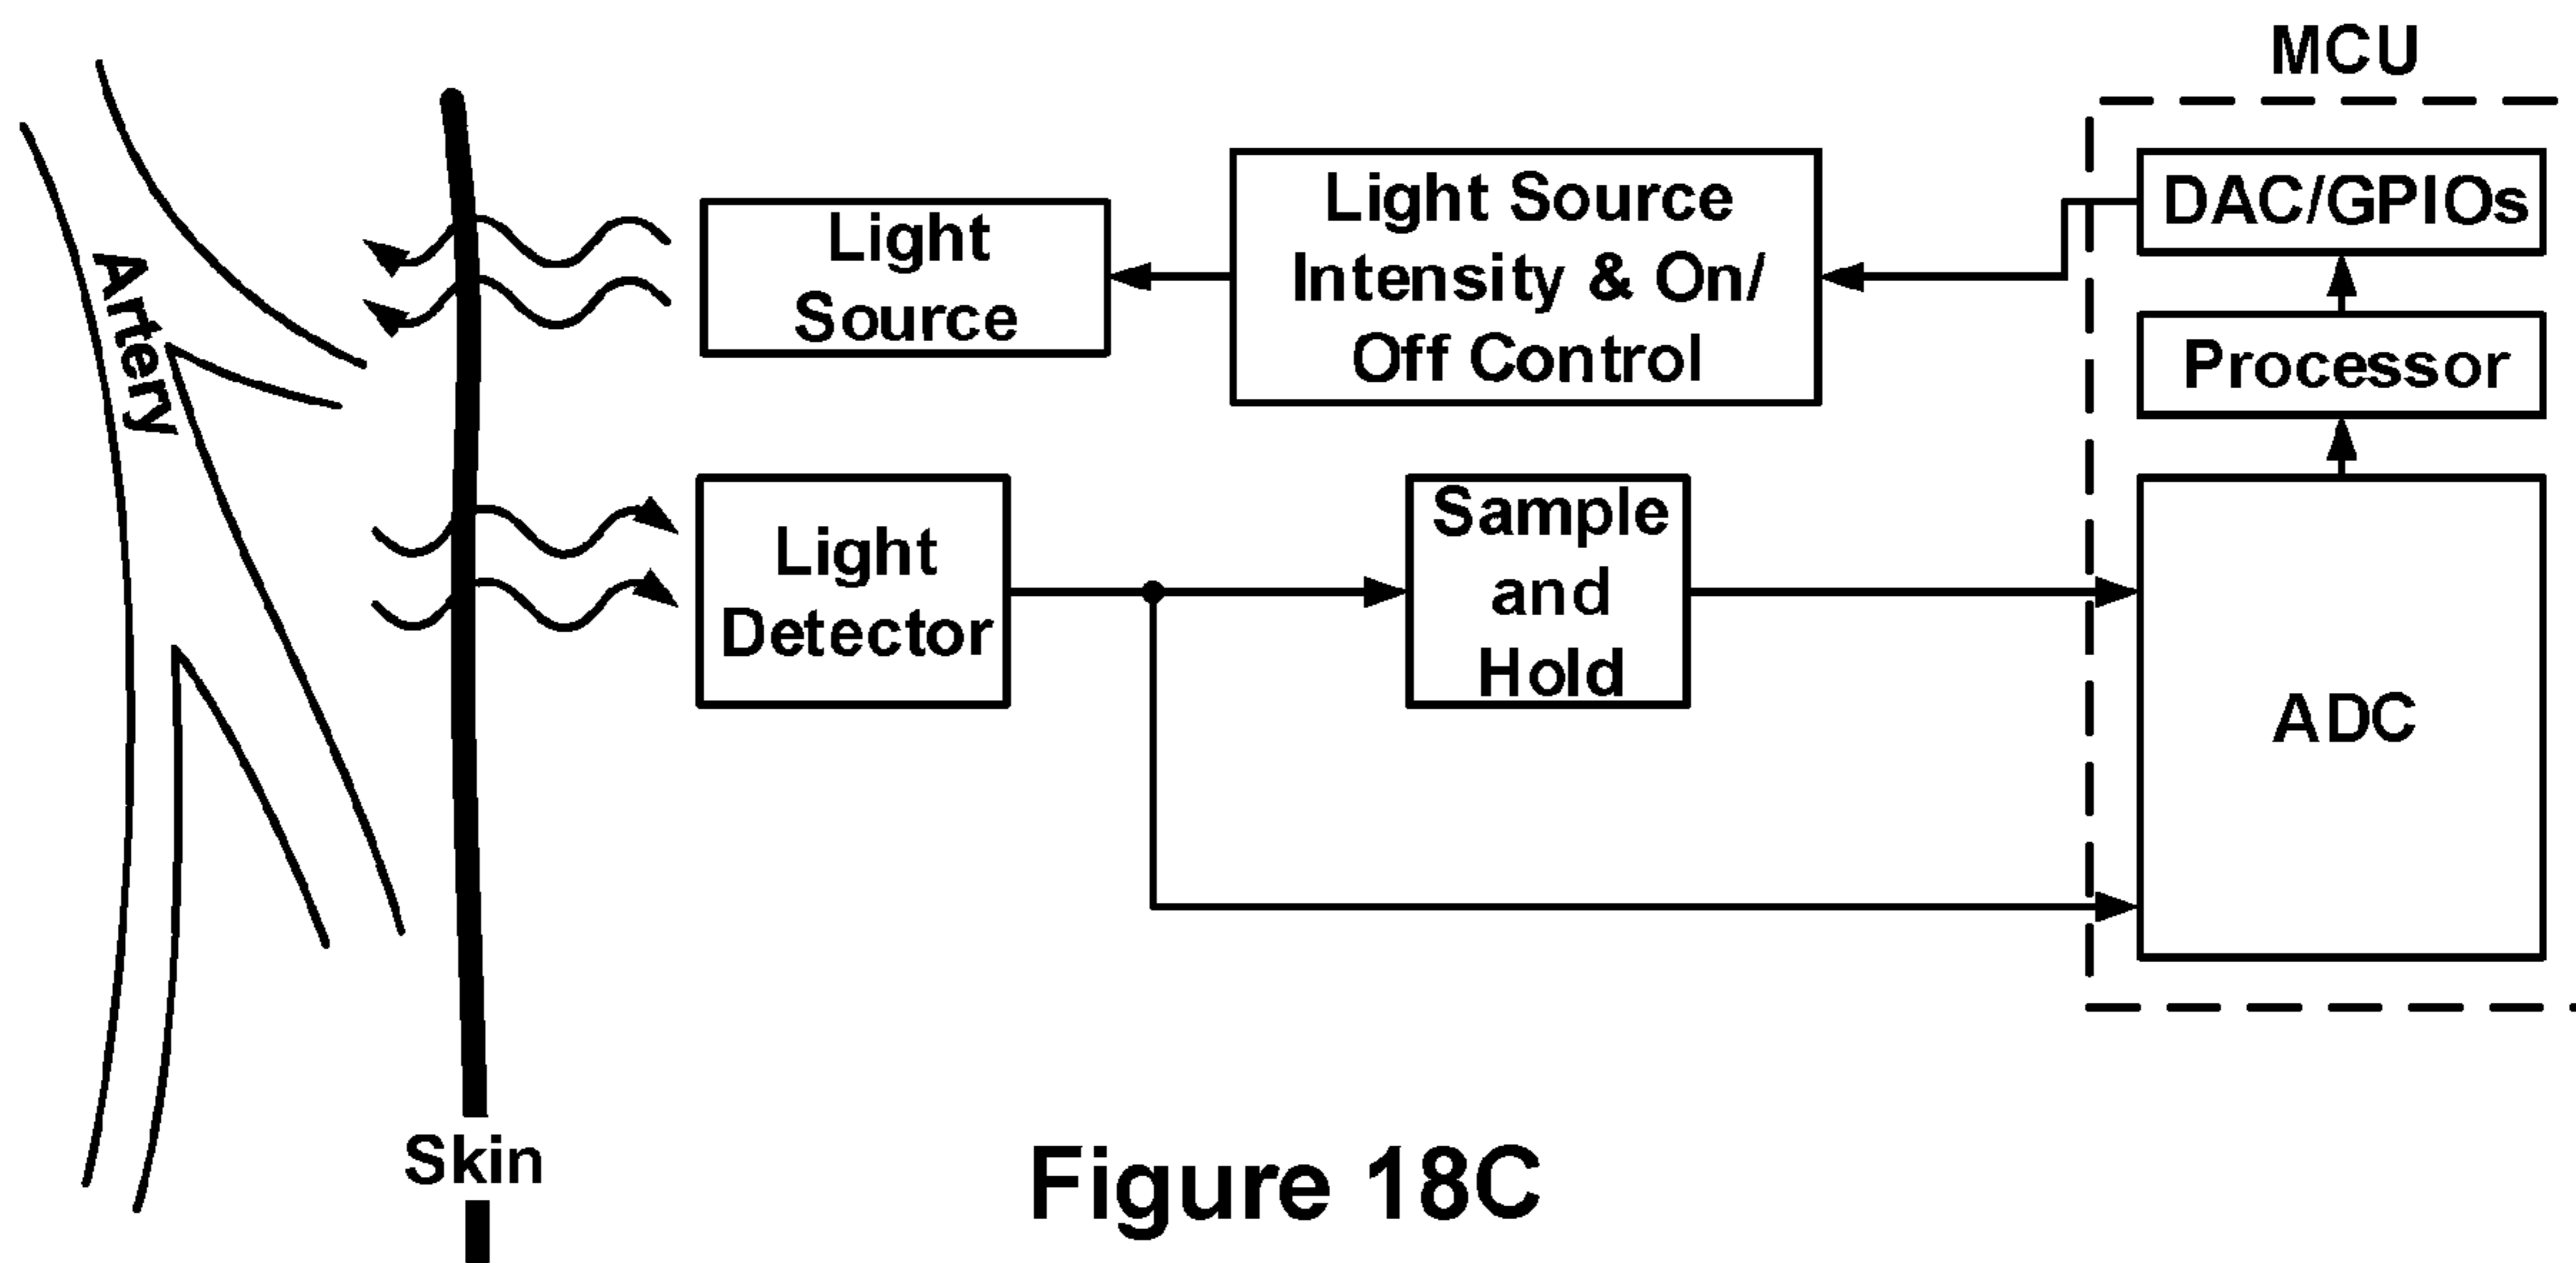 MCU
Artery
Light
Source
Light Source
Intensity & On/
Off Control
DAC/GPIOs
Processor
Light
Detector
Sample
and
Hold
ADC
Skin
Figure 18C